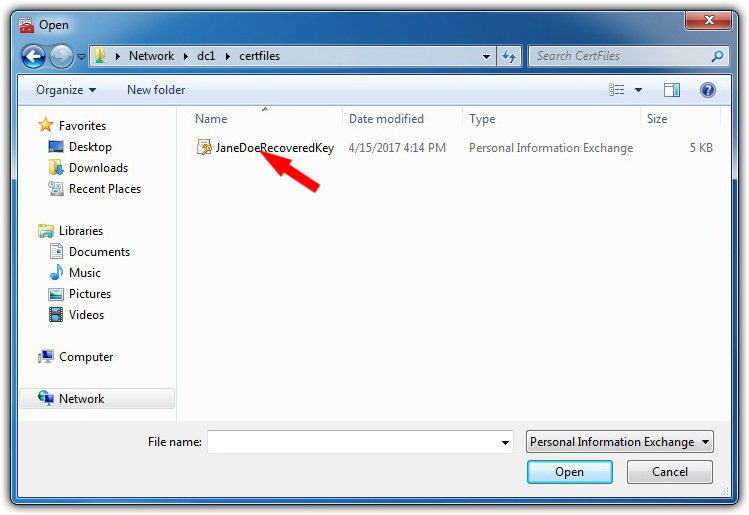 Open
Network dc1 certfiles Search CertFiles
Organize New folder
Name Date modified Type Size
Favorites
JaneDoeRecoveredKey 4/15/2017 4:14 PM Personal Information Exchange 5 KB
Desktop
Downloads
Recent Places
Libraries
Documents
Music
Pictures
Videos
Computer
Network
File name: Personal Information Exchange
Open Cancel